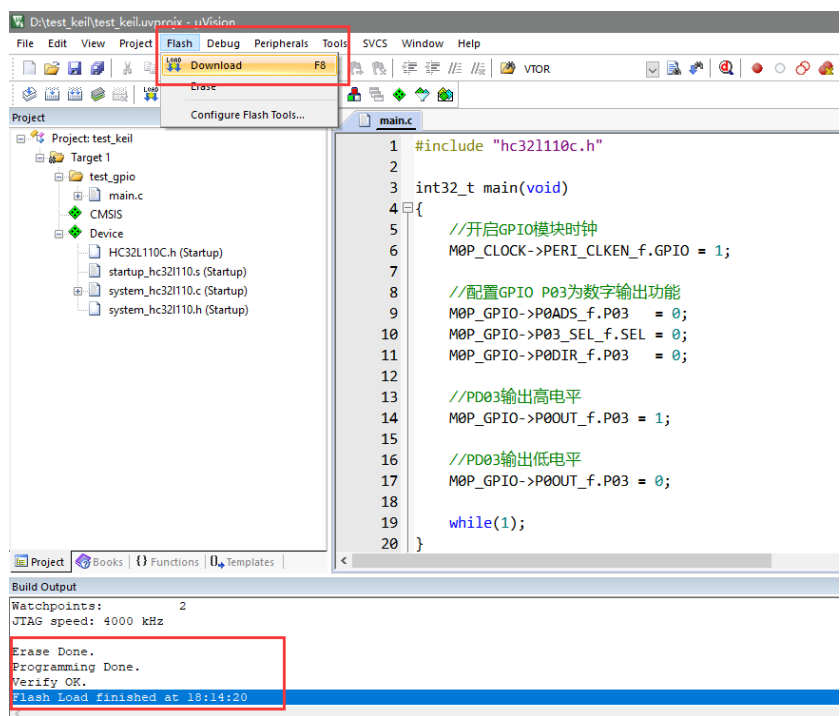 D:\test_keil\test_keil.uvprojx - µVision
File Edit View Project Flash Debug Peripherals Tools SVCS Window Help
LOAD Download F8
VTOR
LOAD Erase
Configure Flash Tools...
Project
main.c
Project: test_keil
Target 1
test_gpio
main.c
CMSIS
Device
HC32L110C.h (Startup)
startup_hc32l110.s (Startup)
system_hc32l110.c (Startup)
system_hc32l110.h (Startup)
1 #include "hc32l110c.h"
2
3 int32_t main(void)
4 {
5 //开启GPIO模块时钟
6 M0P_CLOCK->PERI_CLKEN_f.GPIO = 1;
7
8 //配置GPIO P03为数字输出功能
9 M0P_GPIO->P0ADS_f.P03 = 0;
10 M0P_GPIO->P03_SEL_f.SEL = 0;
11 M0P_GPIO->P0DIR_f.P03 = 0;
12
13 //PD03输出高电平
14 M0P_GPIO->P0OUT_f.P03 = 1;
15
16 //PD03输出低电平
17 M0P_GPIO->P0OUT_f.P03 = 0;
18
19 while(1);
20 }
Project Books {} Functions 0 Templates
Build Output
Watchpoints: 2
JTAG speed: 4000 kHz
Erase Done.
Programming Done.
Verify OK.
Flash Load finished at 18:14:20